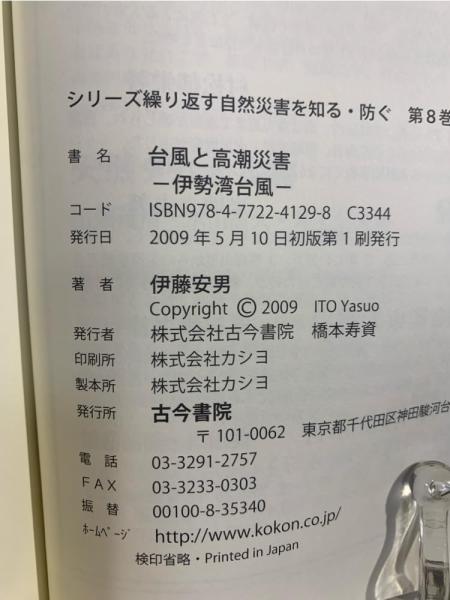 シリーズ繰り返す自然災害を知る・防ぐ 第8巻
書 名 台風と高潮災害
－伊勢湾台風－
コード ISBN978-4-7722-4129-8 C3344
発行日 2009年5月10日初版第1刷発行
著 者 伊藤安男
Copyright © 2009 ITO Yasuo
発行者 株式会社古今書院 橋本寿資
印刷所 株式会社カシヨ
製本所 株式会社カシヨ
発行所 古今書院
〒101-0062 東京都千代田区神田駿河台
電 話 03-3291-2757
ＦＡＸ 03-3233-0303
振 替 00100-8-35340
ﾎｰﾑﾍﾟｰｼﾞ http://www.kokon.co.jp/
検印省略・Printed in Japan